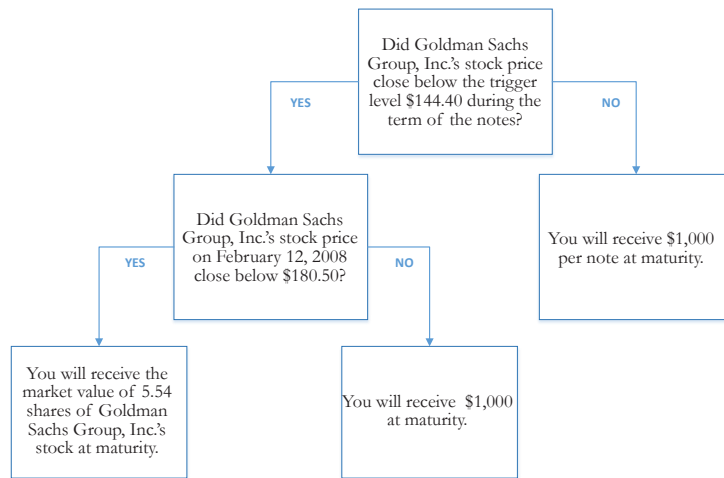 Did Goldman Sachs
Group, Inc.'s stock price
close below the trigger
level $144.40 during the
term of the notes?
YES
NO
Did Goldman Sachs
Group, Inc.'s stock price
on February 12, 2008
close below $180.50?
You will receive $1,000
per note at maturity.
YES
NO
You will receive the
market value of 5.54
shares of Goldman
Sachs Group, Inc.'s
stock at maturity.
You will receive $1,000
at maturity.